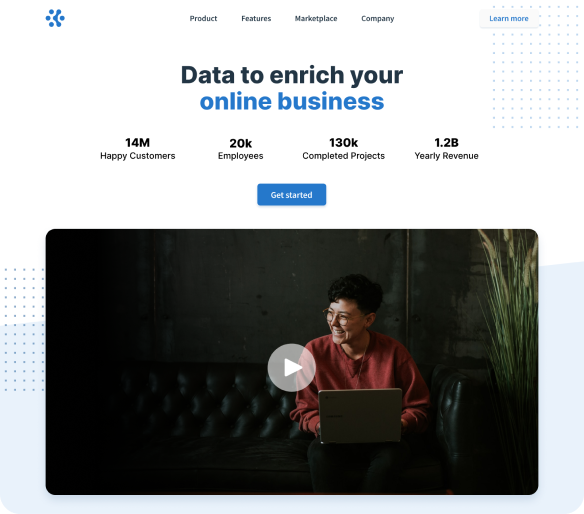 Product Features Marketplace Company Learn more
Data to enrich your
online business
14M 20k 130k 1.2B
Happy Customers Employees Completed Projects Yearly Revenue
Get started